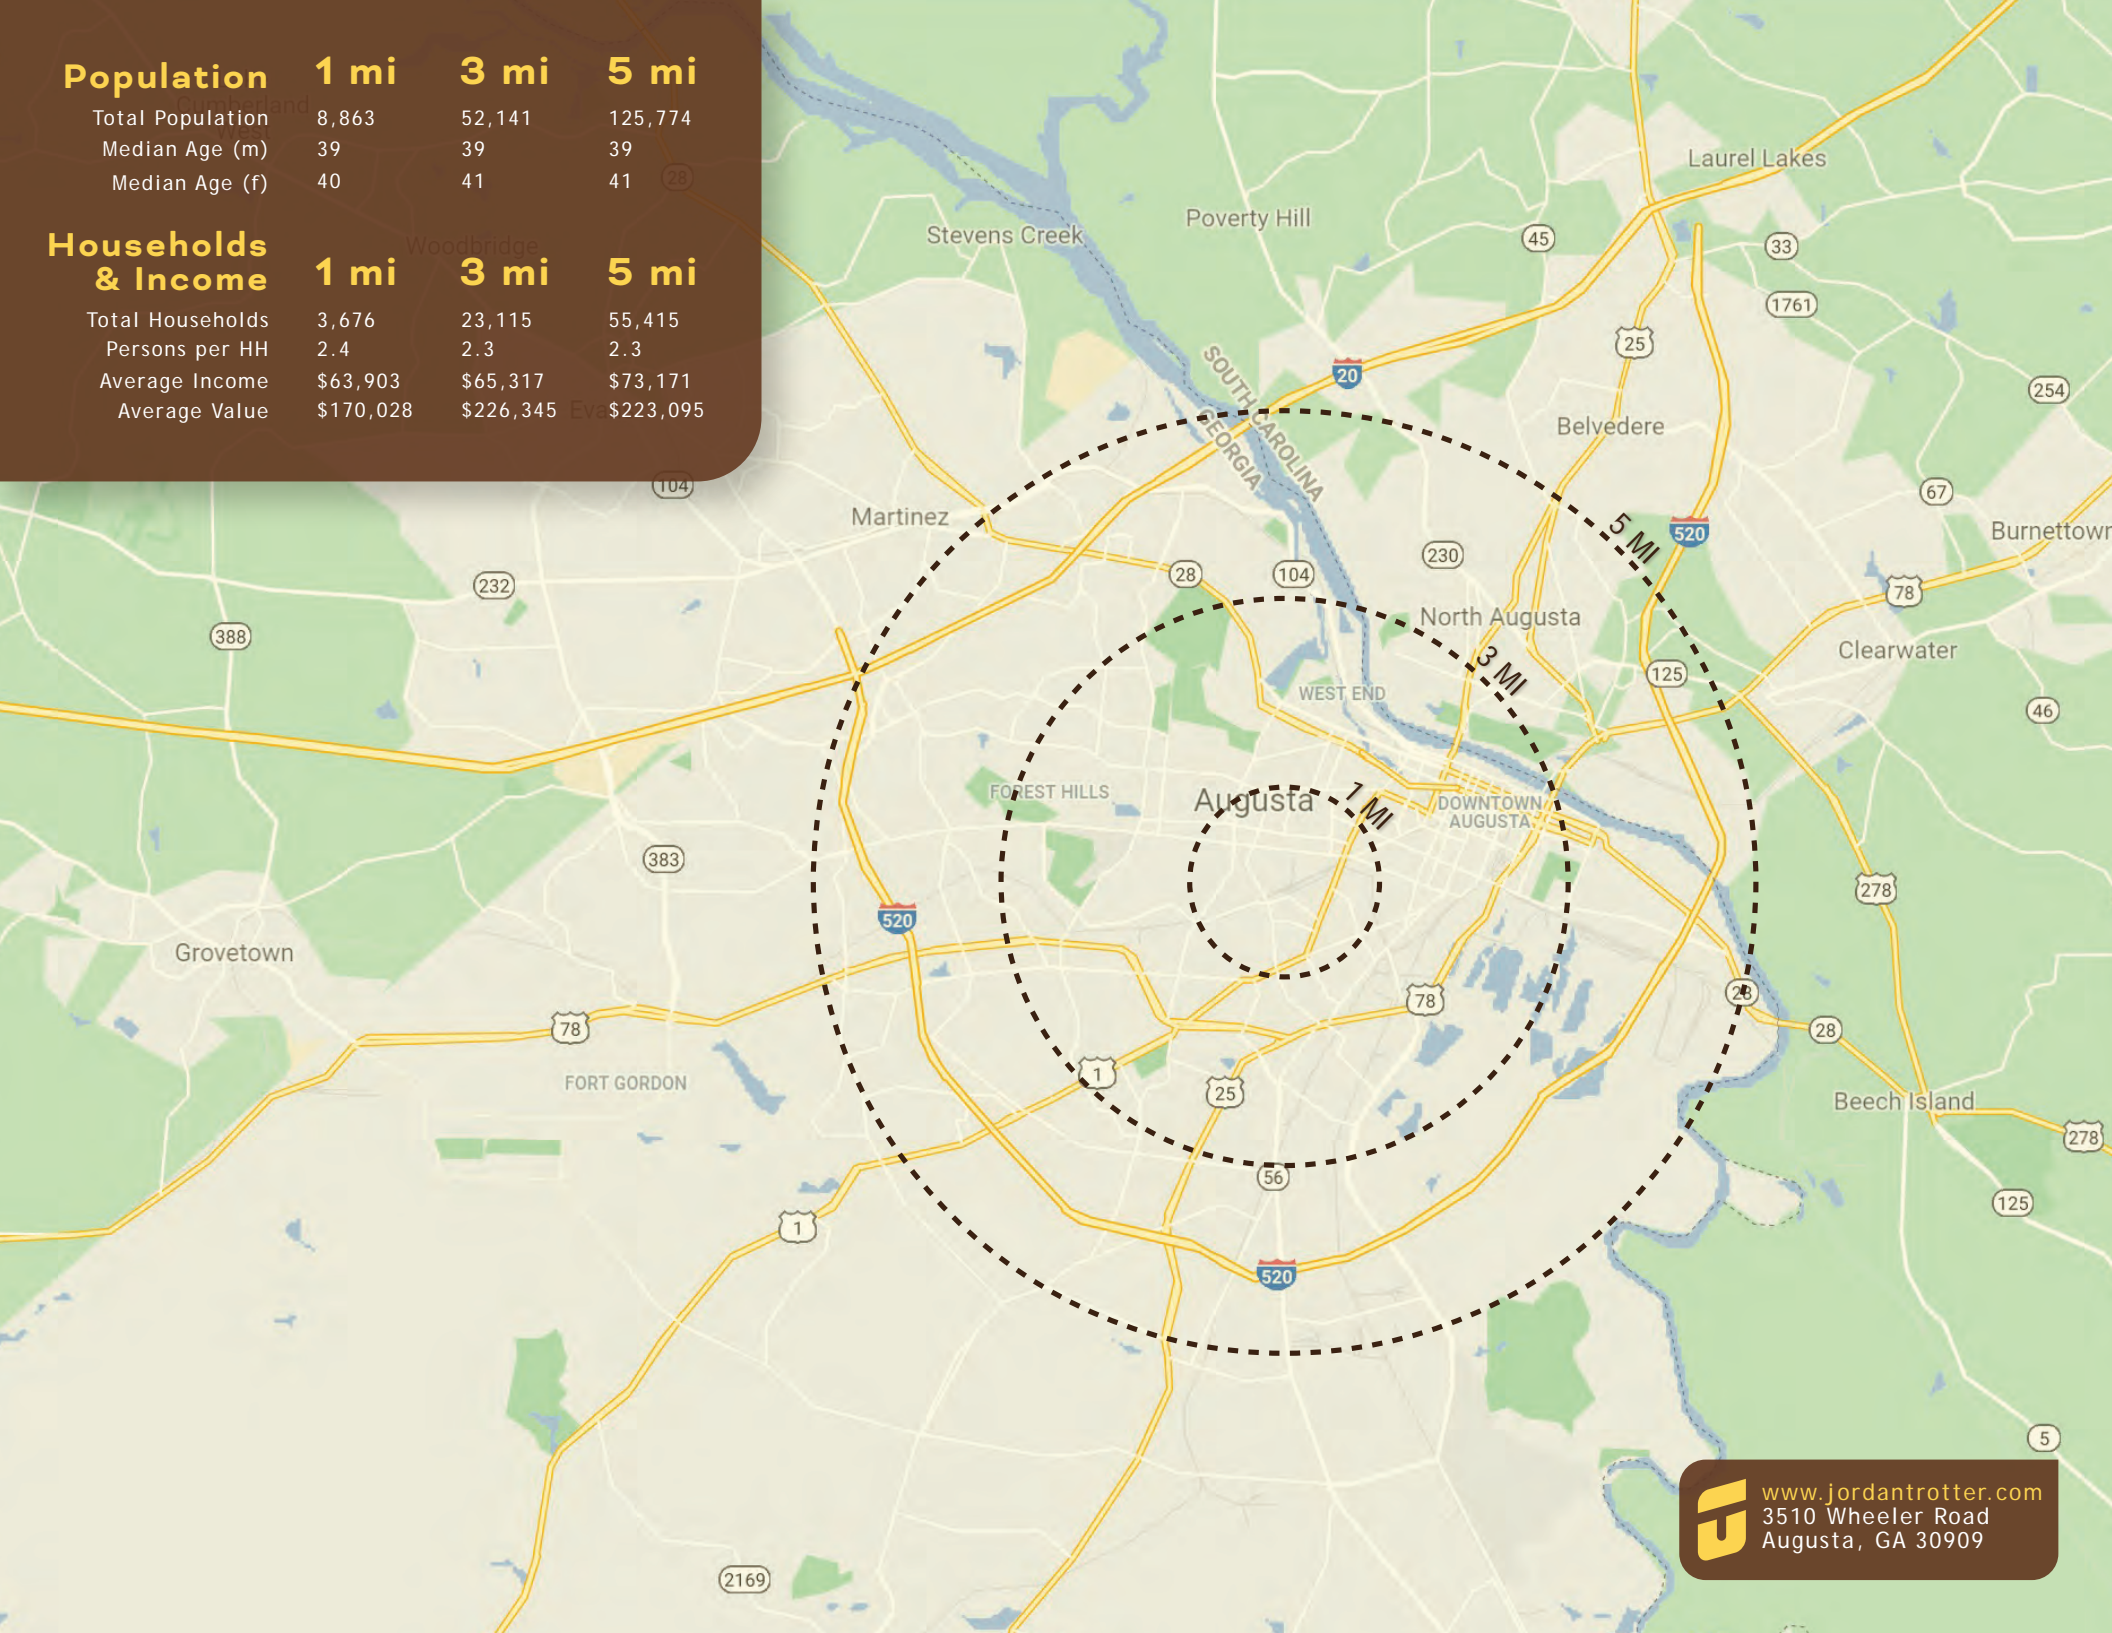 Population 1 mi 3 mi 5 mi
Total Population 8,863 52,141 125,774
Median Age (m) 39 39 39
Median Age (f) 40 41 41
Households
& Income 1 mi 3 mi 5 mi
Total Households 3,676 23,115 55,415
Persons per HH 2.4 2.3 2.3
Average Income $63,903 $65,317 $73,171
Average Value $170,028 $226,345 $223,095
Cumberland
West
28
Woodbridge
Laurel Lakes
Poverty Hill
Stevens Creek
45
33
1761
25
SOUTH CAROLINA
GEORGIA
20
254
Belvedere
104
67
Martinez
5 MI
520
Burnettown
230
28
104
232
78
North Augusta
388
Clearwater
3 MI
125
WEST END
46
FOREST HILLS
Augusta
1 MI
DOWNTOWN
AUGUSTA
383
278
520
Grovetown
28
78
78
28
1
FORT GORDON
25
Beech Island
278
56
125
1
520
5
2169
www.jordantrotter.com
3510 Wheeler Road
Augusta, GA 30909